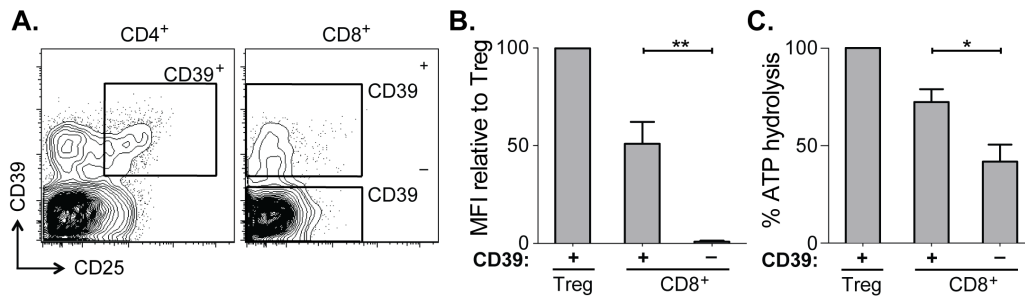 A.
CD4+
CD8+
CD39+
+
CD39
−
CD39
CD39
CD25
B.
MFI relative to Treg
100
50
0
**
CD39: + + −
Treg CD8+
C.
% ATP hydrolysis
100
50
0
*
CD39: + + −
Treg CD8+